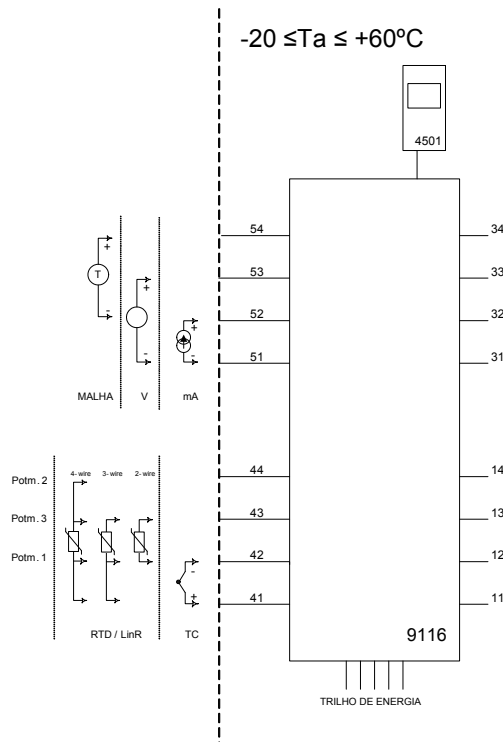 -20 ≤Ta ≤ +60ºC
4501
54
34
53
33
T
+
-
+
-
+
-
52
32
51
31
MALHA
V
mA
44
14
Potm. 2
4- wire
3- wire
2- wire
43
13
Potm. 3
42
12
Potm. 1
-
+
41
11
RTD / LinR
TC
9116
TRILHO DE ENERGIA